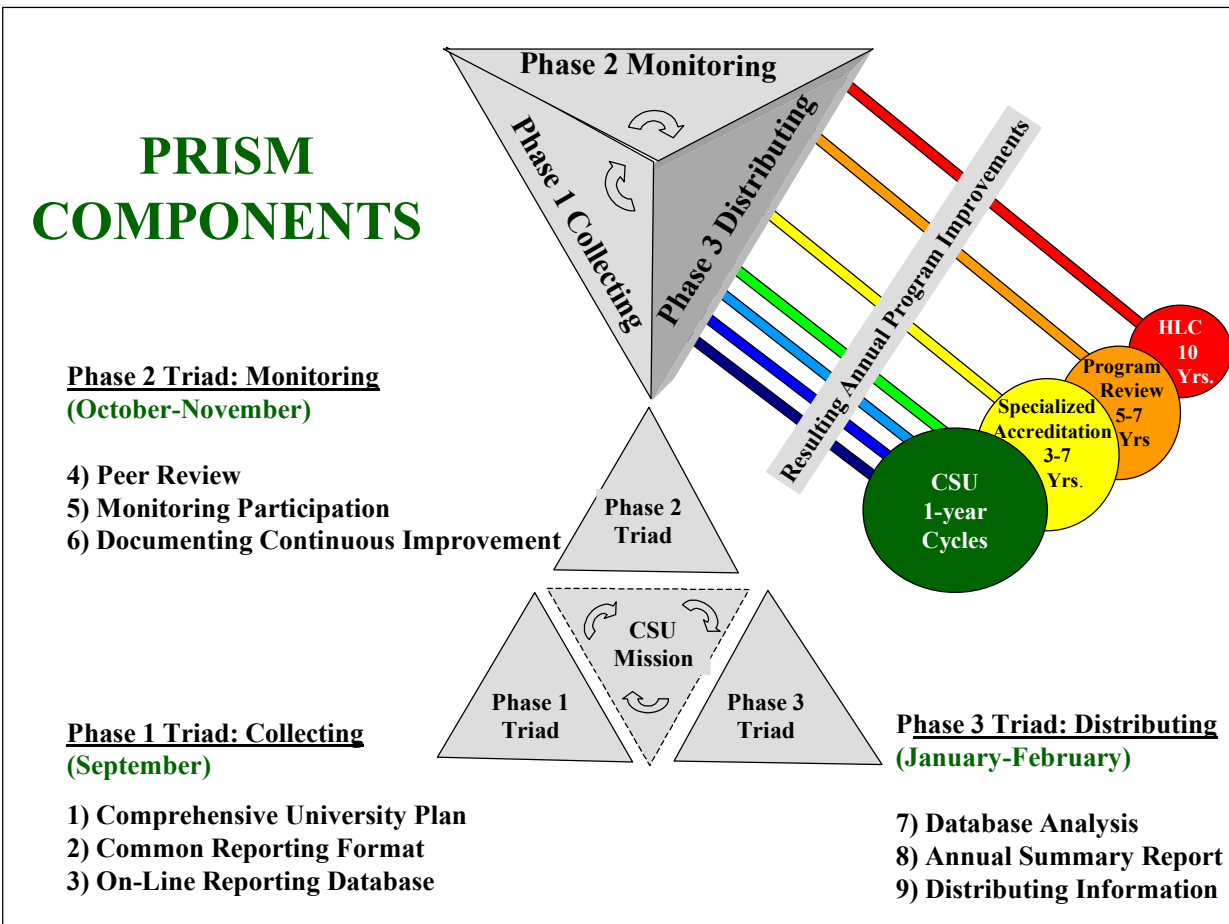 PRISM
COMPONENTS
Phase 2 Monitoring
Phase 1 Collecting
Phase 3 Distributing
Resulting Annual Program Improvements
HLC
10
Yrs.
Program
Review
5-7
Yrs
Specialized
Accreditation
3-7
Yrs.
CSU
1-year
Cycles
Phase 2 Triad: Monitoring
(October-November)
4) Peer Review
5) Monitoring Participation
6) Documenting Continuous Improvement
Phase 2
Triad
CSU
Mission
Phase 1
Triad
Phase 3
Triad
Phase 1 Triad: Collecting
(September)
1) Comprehensive University Plan
2) Common Reporting Format
3) On-Line Reporting Database
Phase 3 Triad: Distributing
(January-February)
7) Database Analysis
8) Annual Summary Report
9) Distributing Information